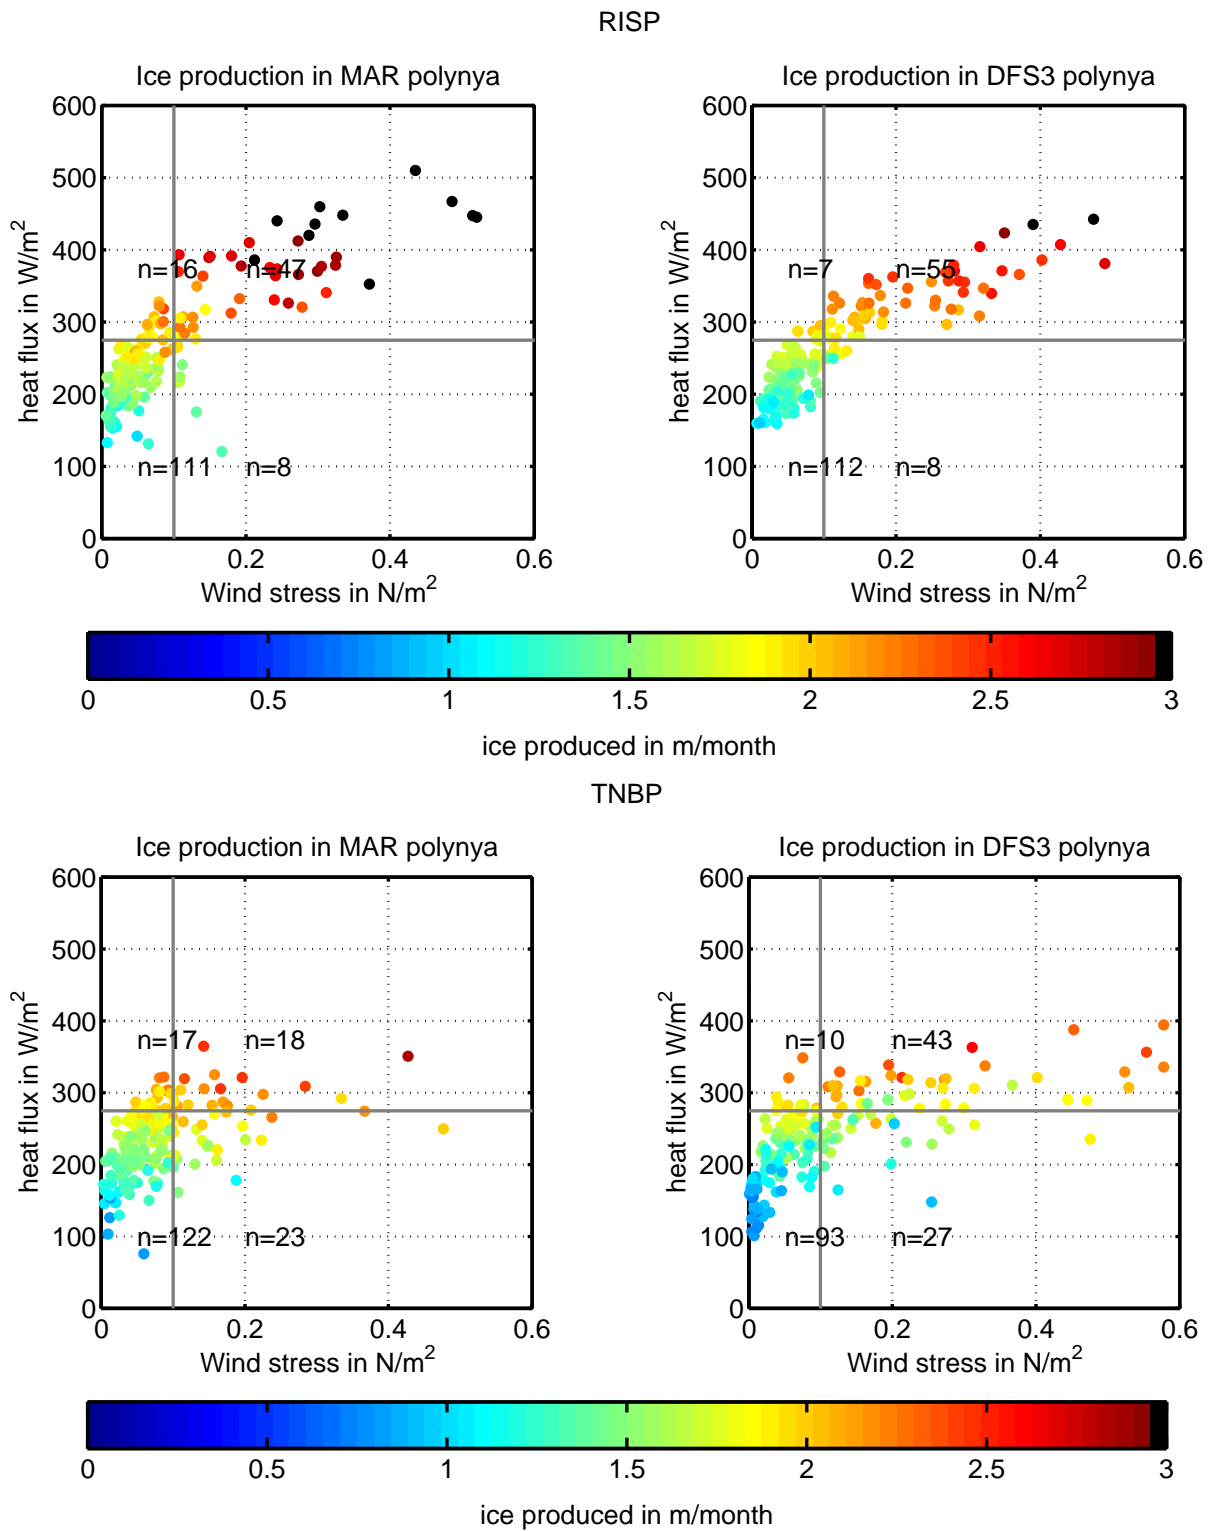 RISP
Ice production in MAR polynya
Ice production in DFS3 polynya
600
500
400
300
200
100
0
heat flux in W/m²
n=16
n=47
n=111
n=8
0 0.2 0.4 0.6
Wind stress in N/m²
600
500
400
300
200
100
0
heat flux in W/m²
n=7
n=55
n=112
n=8
0 0.2 0.4 0.6
Wind stress in N/m²
0 0.5 1 1.5 2 2.5 3
ice produced in m/month
TNBP
Ice production in MAR polynya
Ice production in DFS3 polynya
600
500
400
300
200
100
0
heat flux in W/m²
n=17
n=18
n=122
n=23
0 0.2 0.4 0.6
Wind stress in N/m²
600
500
400
300
200
100
0
heat flux in W/m²
n=10
n=43
n=93
n=27
0 0.2 0.4 0.6
Wind stress in N/m²
0 0.5 1 1.5 2 2.5 3
ice produced in m/month